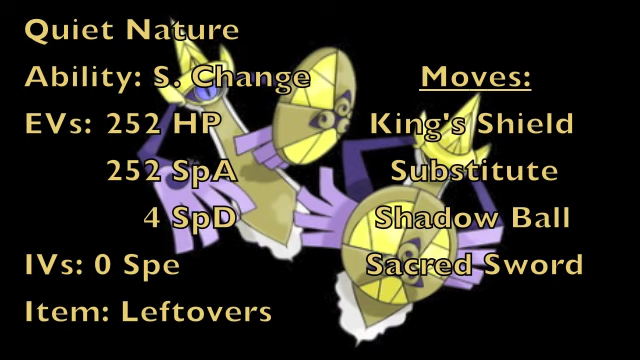 Quiet Nature
Ability: S. Change
EVs: 252 HP
252 SpA
4 SpD
IVs: 0 Spe
Item: Leftovers
Moves:
King's Shield
Substitute
Shadow Ball
Sacred Sword